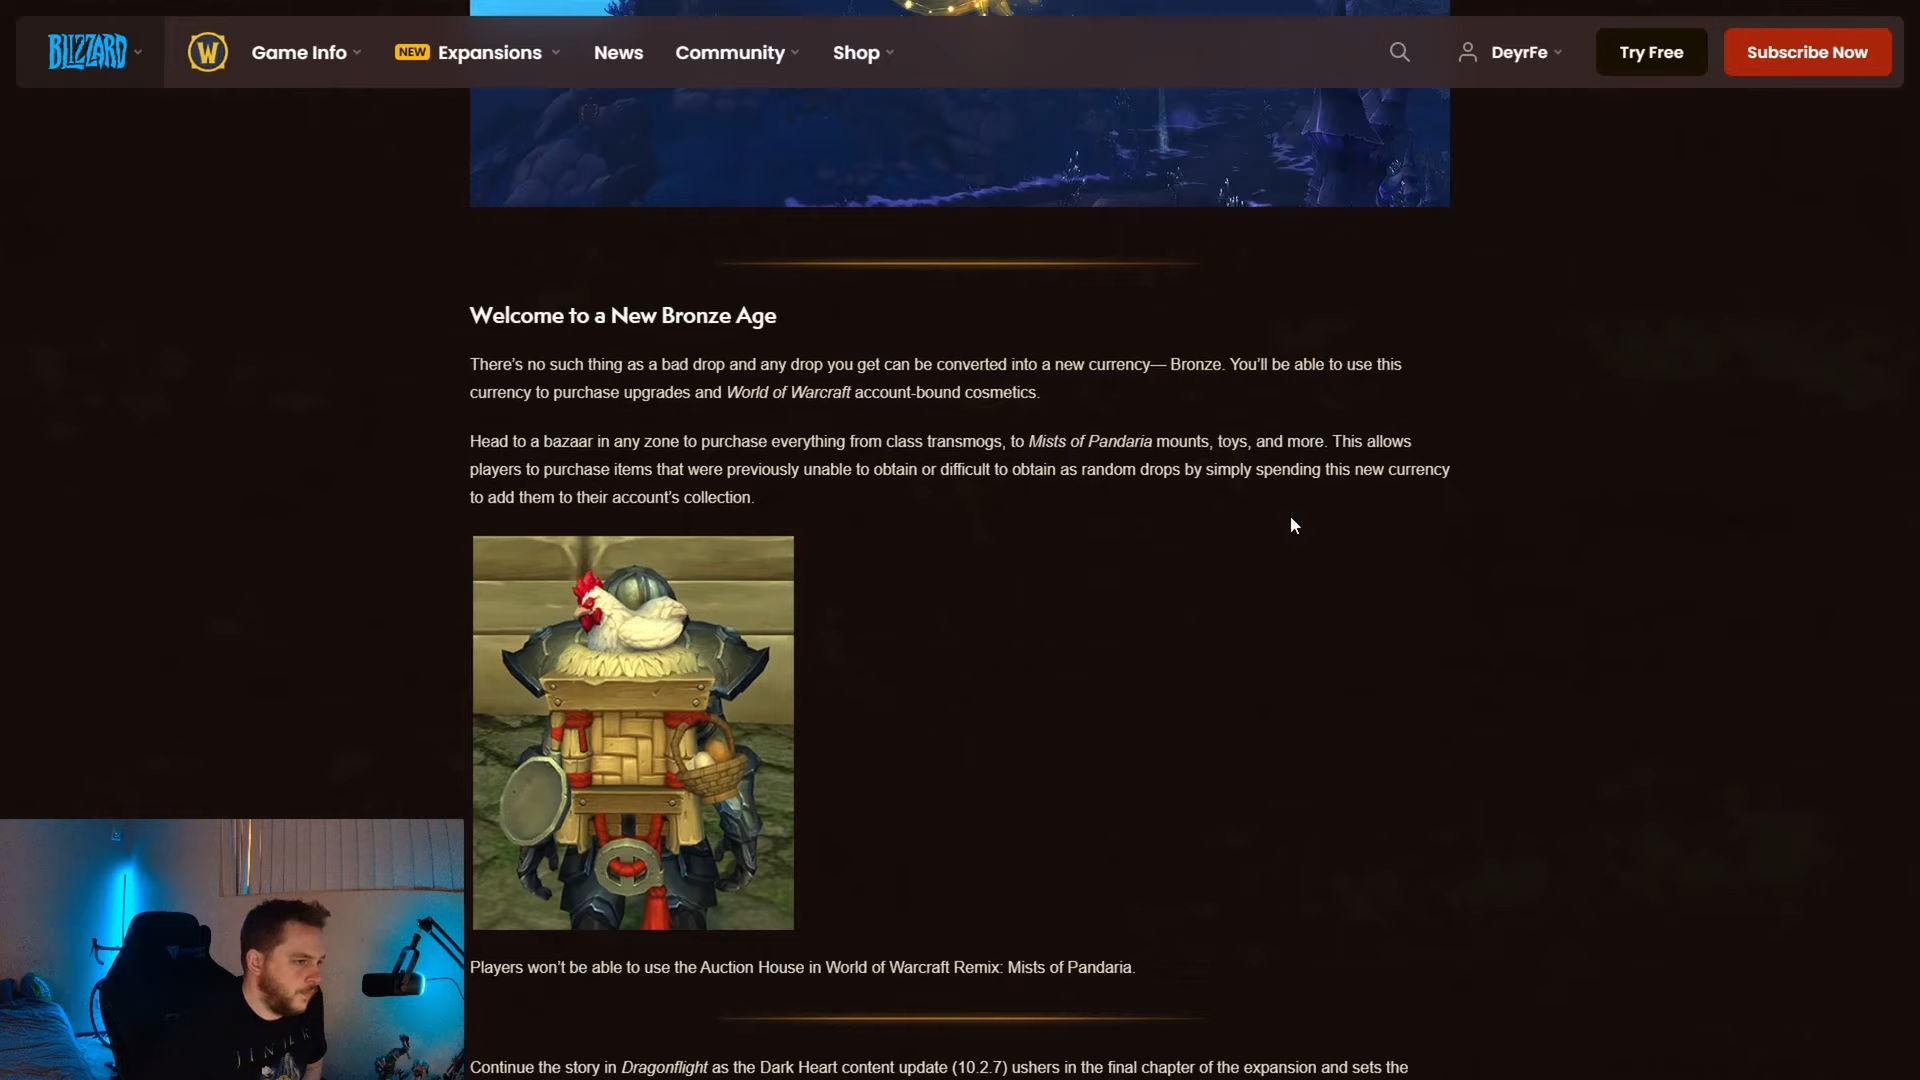 BLIZZARD
W
Game Info
NEW Expansions
News
Community
Shop
DeyrFe
Try Free
Subscribe Now
Welcome to a New Bronze Age
There’s no such thing as a bad drop and any drop you get can be converted into a new currency— Bronze. You’ll be able to use this
currency to purchase upgrades and World of Warcraft account-bound cosmetics.
Head to a bazaar in any zone to purchase everything from class transmogs, to Mists of Pandaria mounts, toys, and more. This allows
players to purchase items that were previously unable to obtain or difficult to obtain as random drops by simply spending this new currency
to add them to their account’s collection.
Players won’t be able to use the Auction House in World of Warcraft Remix: Mists of Pandaria.
Continue the story in Dragonflight as the Dark Heart content update (10.2.7) ushers in the final chapter of the expansion and sets the